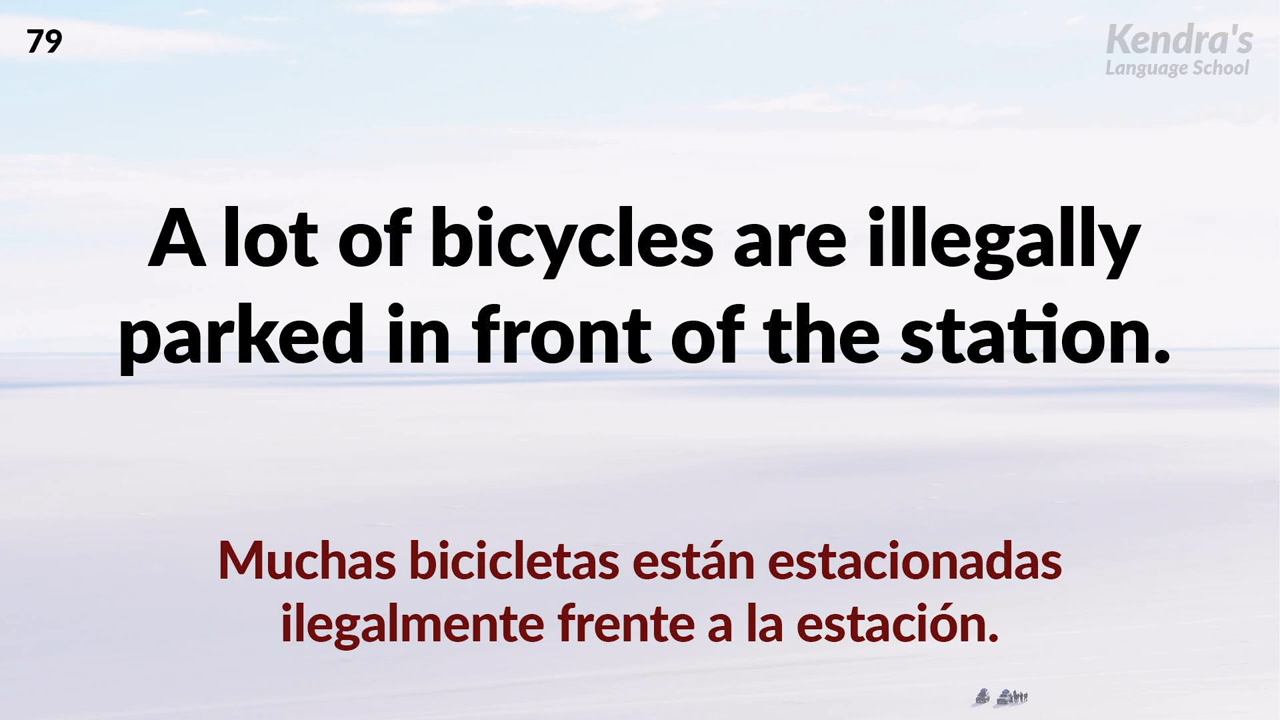 79
Kendra's
Language School
A lot of bicycles are illegally
parked in front of the station.
Muchas bicicletas están estacionadas
ilegalmente frente a la estación.